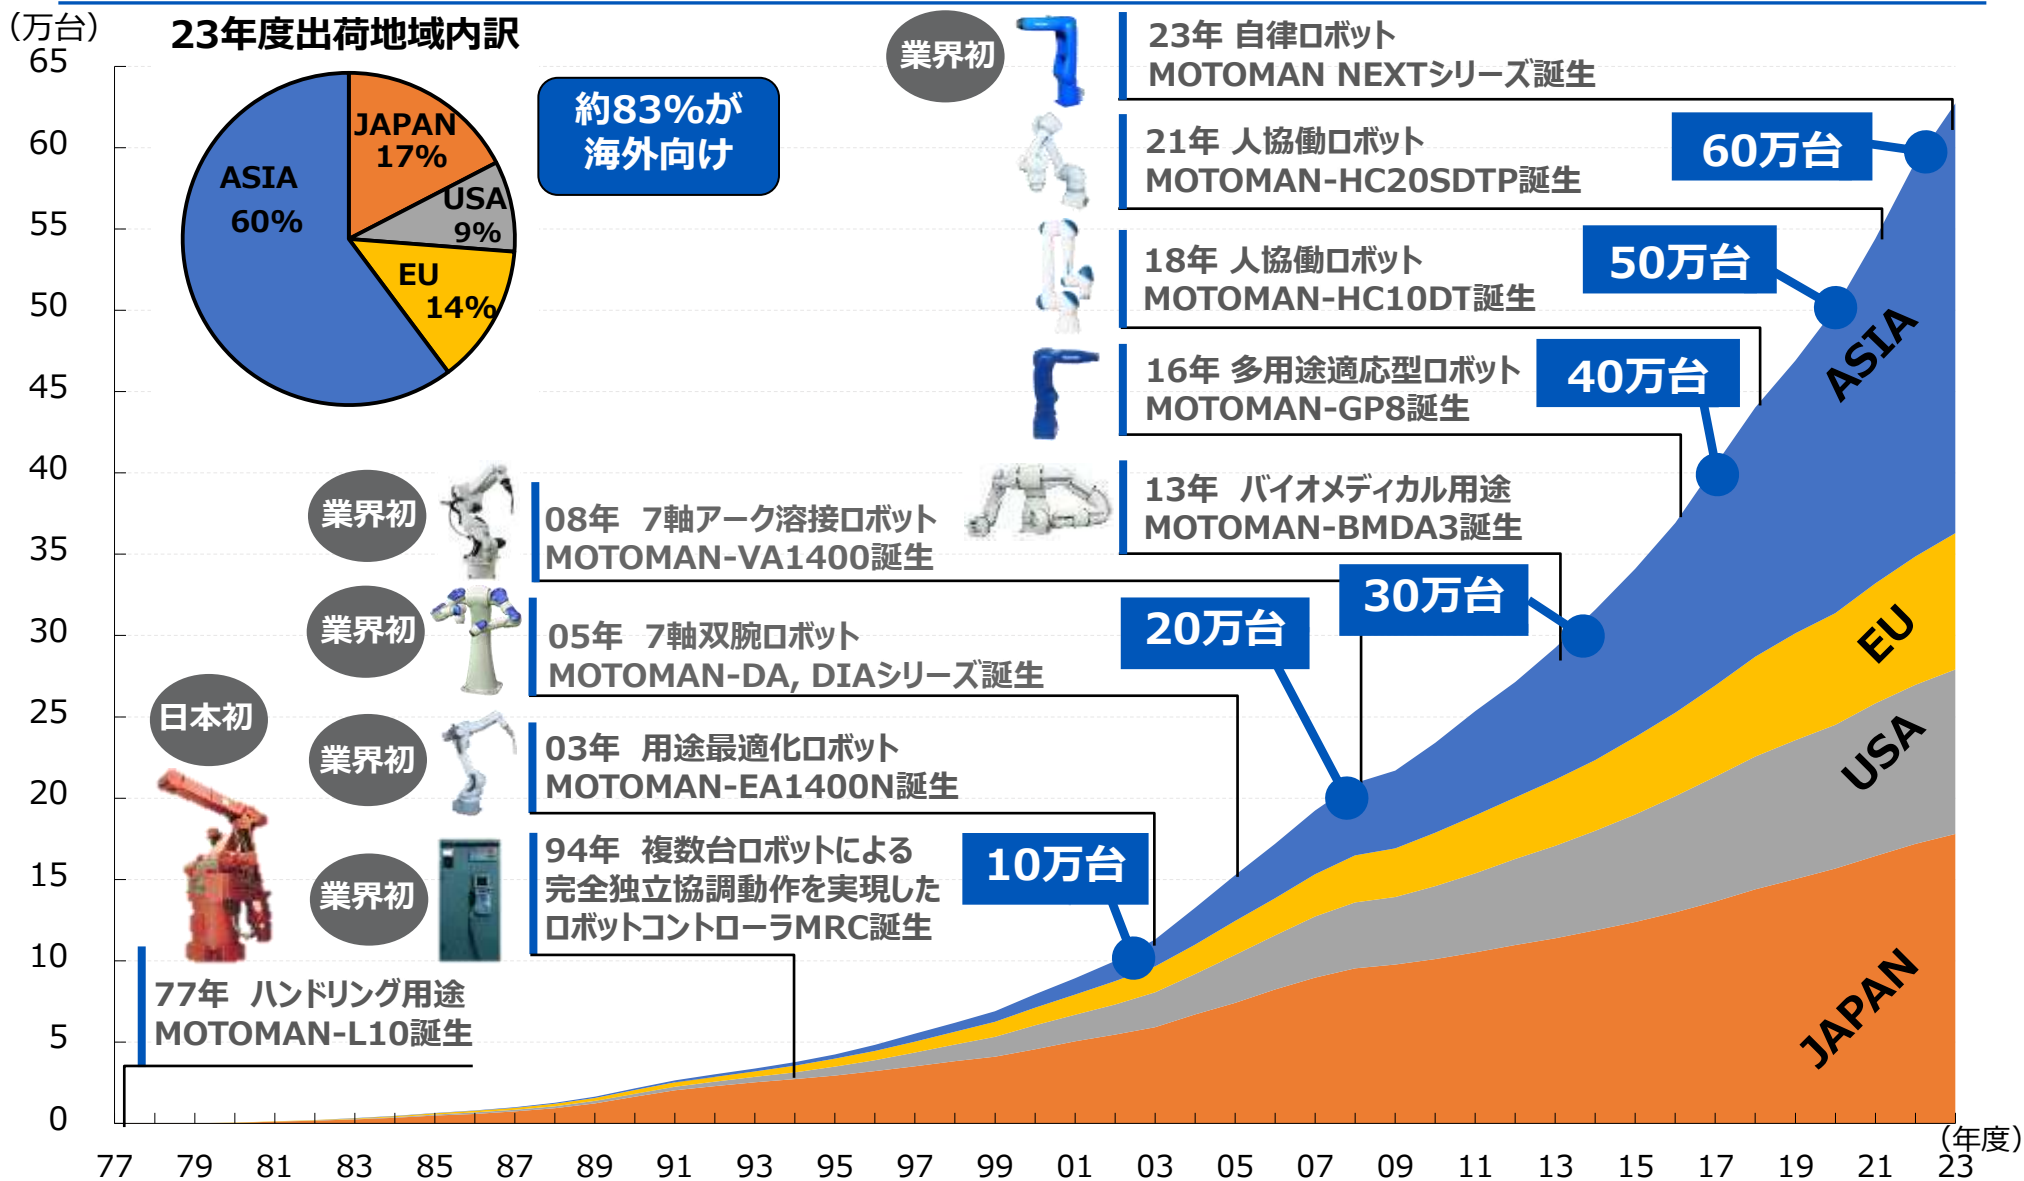 （万台）
23年度出荷地域内訳
JAPAN
17%
USA
9%
EU
14%
ASIA
60%
約83%が
海外向け
業界初
23年 自律ロボット
MOTOMAN NEXTシリーズ誕生
21年 人協働ロボット
MOTOMAN-HC20SDTP誕生
18年 人協働ロボット
MOTOMAN-HC10DT誕生
16年 多用途適応型ロボット
MOTOMAN-GP8誕生
13年 バイオメディカル用途
MOTOMAN-BMDA3誕生
業界初
08年 7軸アーク溶接ロボット
MOTOMAN-VA1400誕生
業界初
05年 7軸双腕ロボット
MOTOMAN-DA, DIAシリーズ誕生
業界初
03年 用途最適化ロボット
MOTOMAN-EA1400N誕生
業界初
94年 複数台ロボットによる
完全独立協調動作を実現した
ロボットコントローラMRC誕生
日本初
77年 ハンドリング用途
MOTOMAN-L10誕生
60万台
50万台
40万台
30万台
20万台
10万台
ASIA
EU
USA
JAPAN
65
60
55
50
45
40
35
30
25
20
15
10
5
0
77 79 81 83 85 87 89 91 93 95 97 99 01 03 05 07 09 11 13 15 17 19 21 23
（年度）